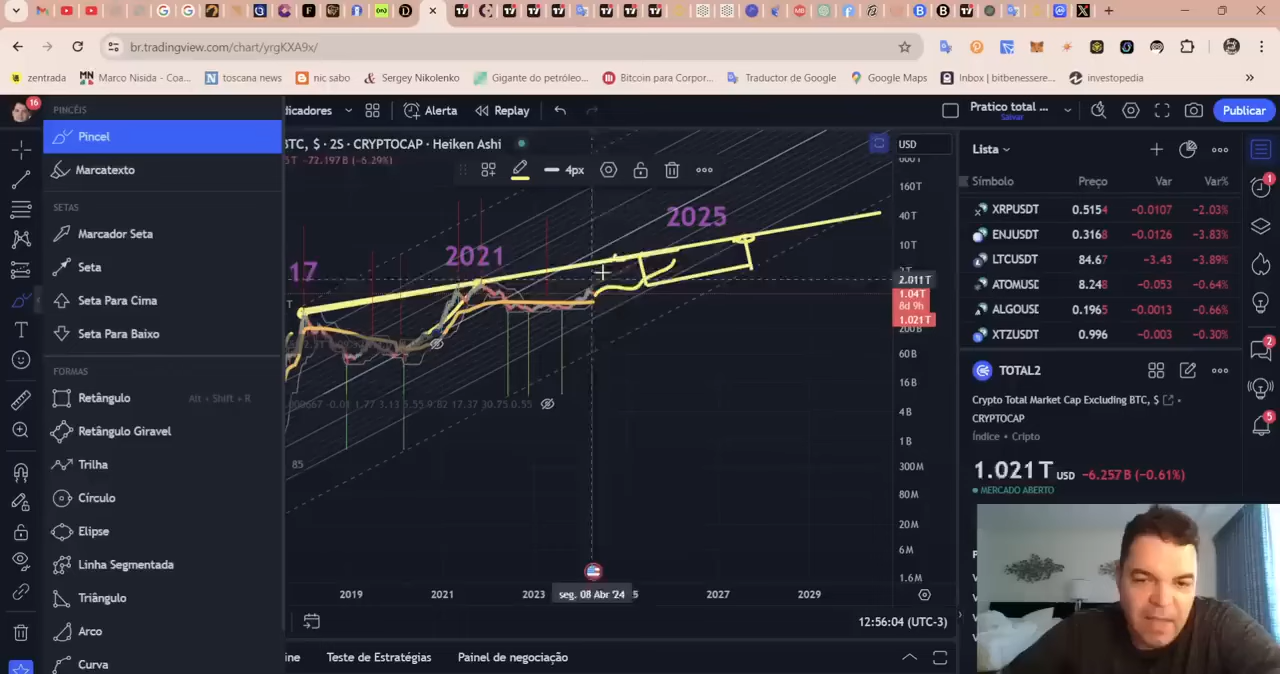 br.tradingview.com/chart/yrgKXA9x/
zentrada
Marco Nisida - Coa...
toscana news
nic sabo
Sergey Nikolenko
Gigante do petróleo...
Bitcoin para Corpor...
Traductor de Google
Google Maps
Inbox | bitbenessere...
investopedia
»
16
dicadores
Alerta
Replay
Pratico total ...
Salvar
Publicar
PINCÉIS
Pincel
Marcatexto
SETAS
Marcador Seta
Seta
Seta Para Cima
Seta Para Baixo
FORMAS
Retângulo Alt + Shift + R
Retângulo Giravel
Trilha
Círculo
Elipse
Linha Segmentada
Triângulo
Arco
Curva
BTC, $ · 2S · CRYPTOCAP · Heiken Ashi
−72.197 B (−6.29%)
4px
17
2021
2025
85
USD
160T
40T
10T
2.011T
1.04T
8d 9h
1.021T
200B
60B
16B
4B
1B
300M
80M
20M
6M
1.6M
2019
2021
2023
seg. 08 Abr '24
5
2027
2029
12:56:04 (UTC-3)
ine
Teste de Estratégias
Painel de negociação
Lista
Símbolo Preço Var Var%
XRPUSDT 0.5154 −0.0107 −2.03%
ENJUSDT 0.3168 −0.0126 −3.83%
LTCUSDT 84.67 −3.43 −3.89%
ATOMUSD 8.248 −0.053 −0.64%
ALGOUSD 0.1965 −0.0013 −0.66%
XTZUSDT 0.996 −0.003 −0.30%
TOTAL2
Crypto Total Market Cap Excluding BTC, $
CRYPTOCAP
Índice • Cripto
1.021 T USD −6.257 B (−0.61%)
MERCADO ABERTO
1
2
5